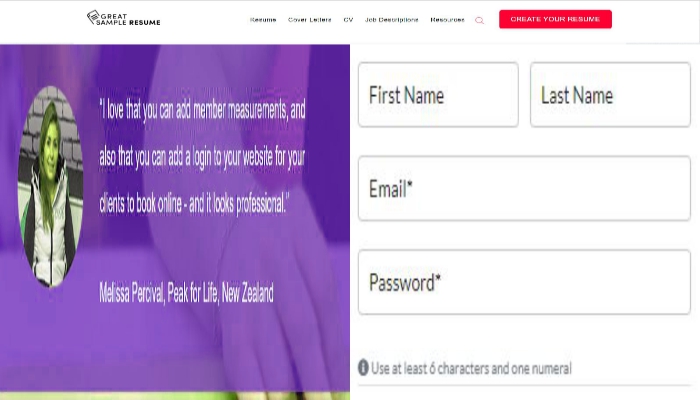 GREAT
SAMPLE RESUME
Resume Cover Letters CV Job Descriptions Resources CREATE YOUR RESUME
"I love that you can add member measurements, and
also that you can add a login to your website for your
clients to book online - and it looks professional."
Melissa Percival, Peak for Life, New Zealand
First Name Last Name
Email*
Password*
Use at least 6 characters and one numeral